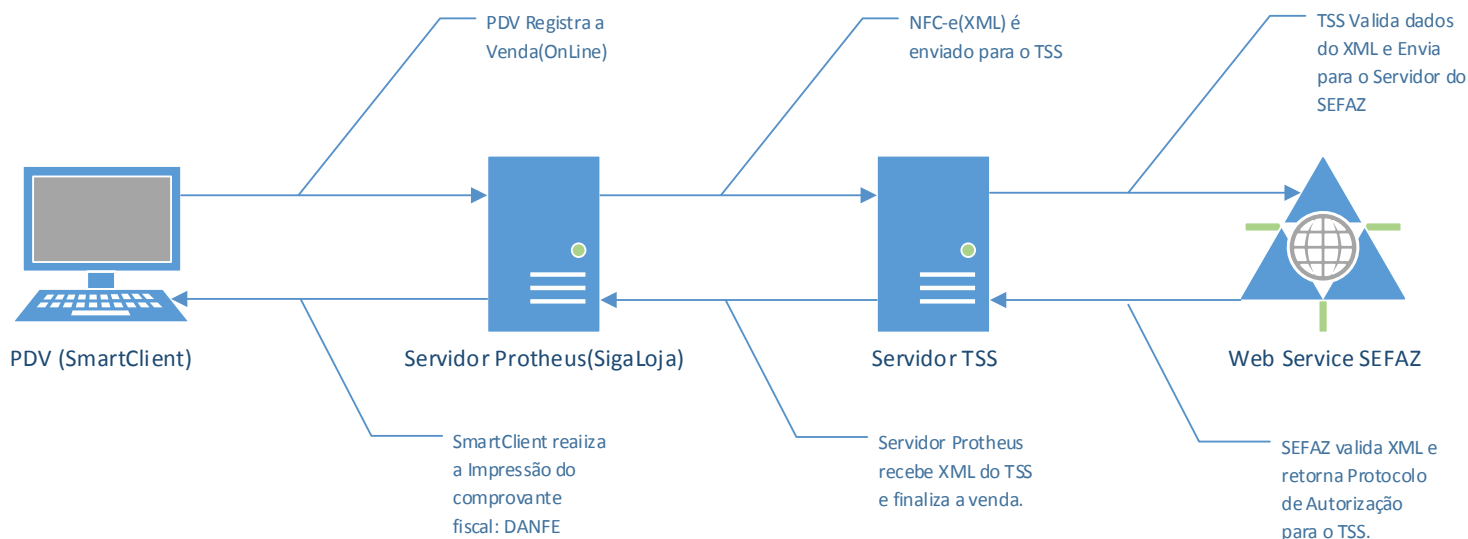 PDV Registra a
Venda(OnLine)
NFC-e(XML) é
enviado para o TSS
TSS Valida dados
do XML e Envia
para o Servidor do
SEFAZ
PDV (SmartClient)
Servidor Protheus(SigaLoja)
Servidor TSS
Web Service SEFAZ
SmartClient reaiiza
a Impressão do
comprovante
fiscal: DANFE
Servidor Protheus
recebe XML do TSS
e finaliza a venda.
SEFAZ valida XML e
retorna Protocolo
de Autorização
para o TSS.